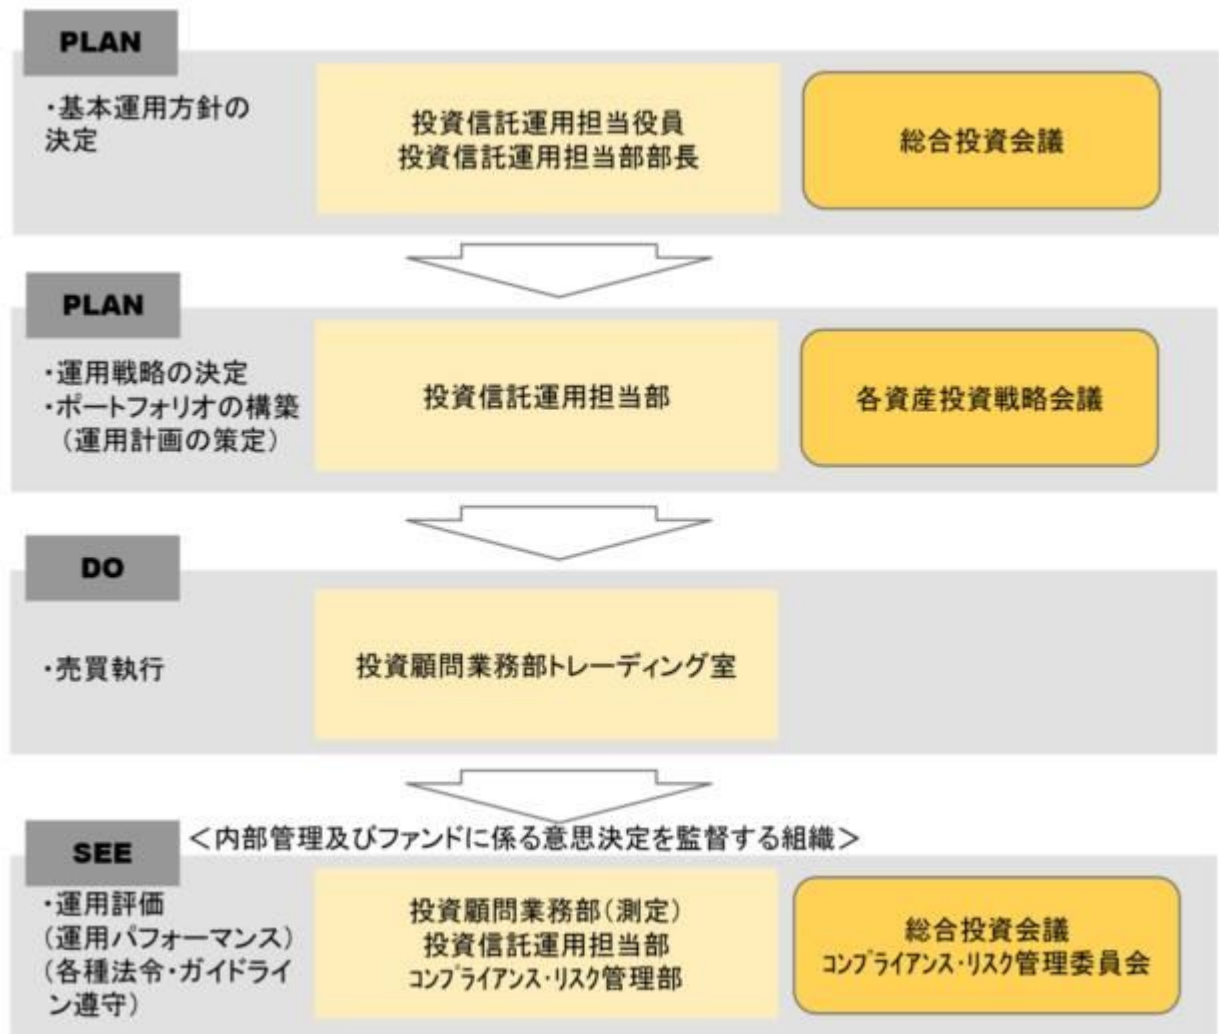 PLAN
・基本運用方針の
決定
投資信託運用担当役員
投資信託運用担当部部長
総合投資会議
PLAN
・運用戦略の決定
・ポートフォリオの構築
（運用計画の策定）
投資信託運用担当部
各資産投資戦略会議
DO
・売買執行
投資顧問業務部トレーディング室
＜内部管理及びファンドに係る意思決定を監督する組織＞
SEE
・運用評価
（運用パフォーマンス）
（各種法令・ガイドライ
ン遵守）
投資顧問業務部（測定）
投資信託運用担当部
ｺﾝﾌﾟﾗｲｱﾝｽ･ﾘｽｸ管理部
総合投資会議
ｺﾝﾌﾟﾗｲｱﾝｽ･ﾘｽｸ管理委員会